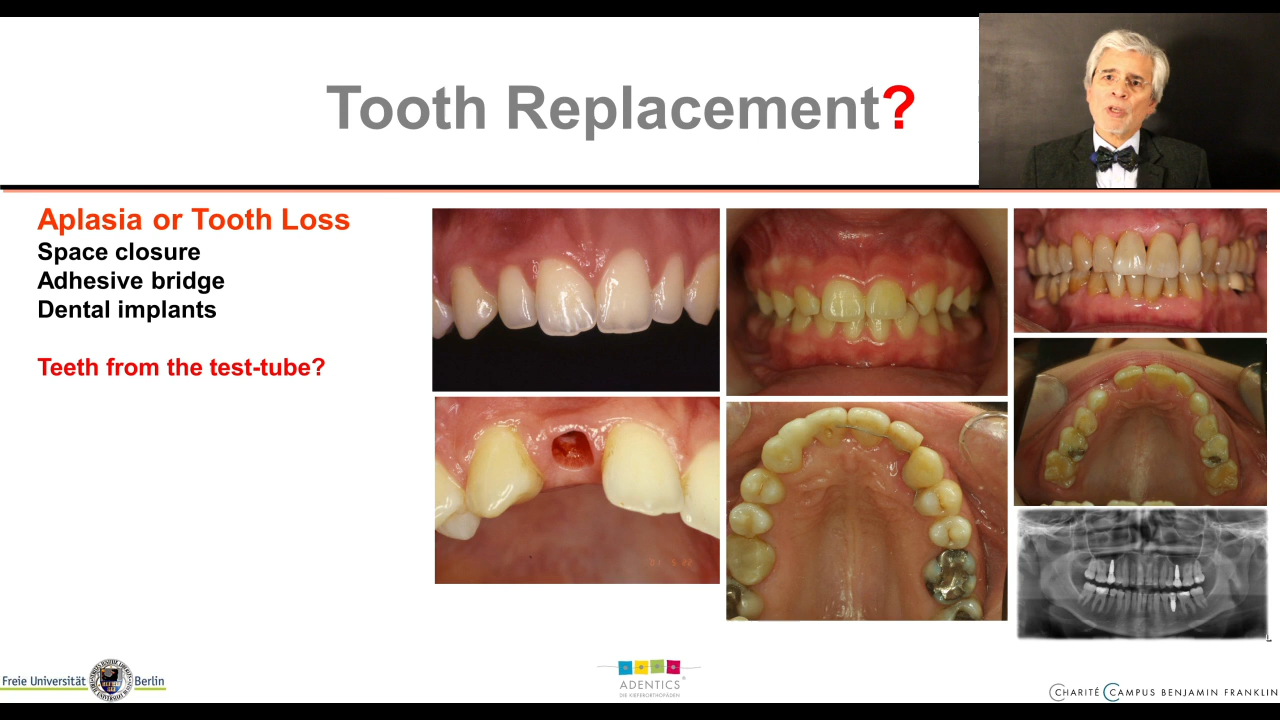 Tooth Replacement?
Aplasia or Tooth Loss
Space closure
Adhesive bridge
Dental implants
Teeth from the test-tube?
Freie Universität Berlin
ADENTICS
DIE KIEFERORTHOPÄDEN
CHARITÉ CAMPUS BENJAMIN FRANKLIN